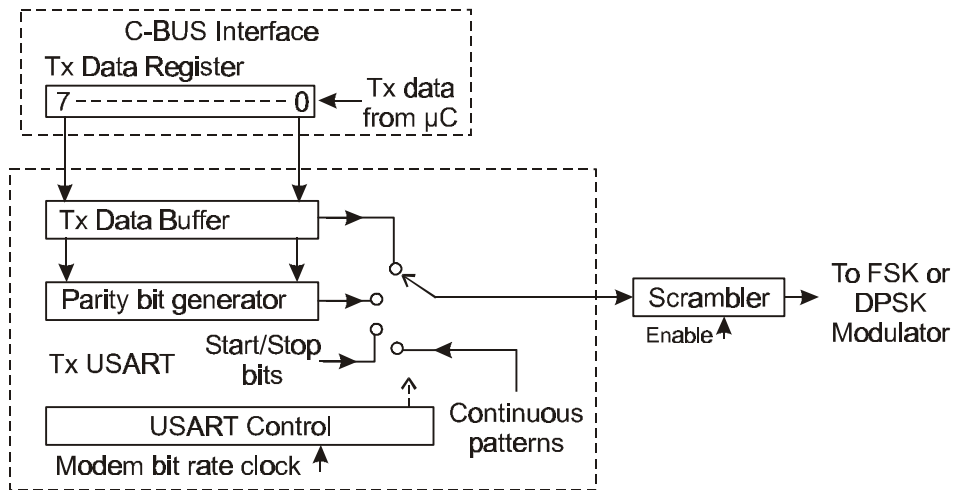 C-BUS Interface
Tx Data Register
7 0
Tx data
from µC
Tx Data Buffer
Parity bit generator
Start/Stop
bits
Tx USART
USART Control
Modem bit rate clock
Continuous
patterns
Scrambler
Enable
To FSK or
DPSK
Modulator